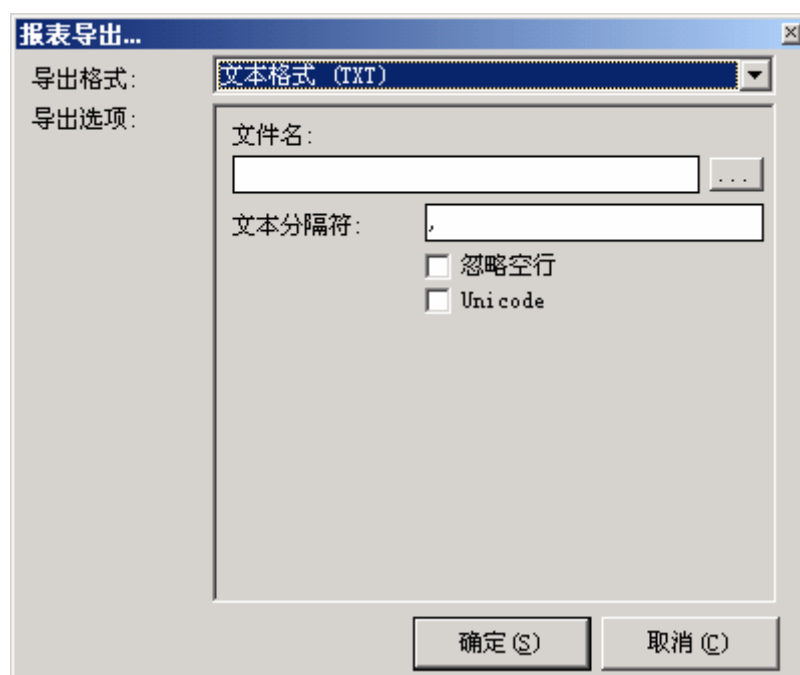 报表导出...
导出格式: 文本格式 (TXT)
导出选项:
文件名:
...
文本分隔符: ,
忽略空行
Unicode
确定(S) 取消(C)